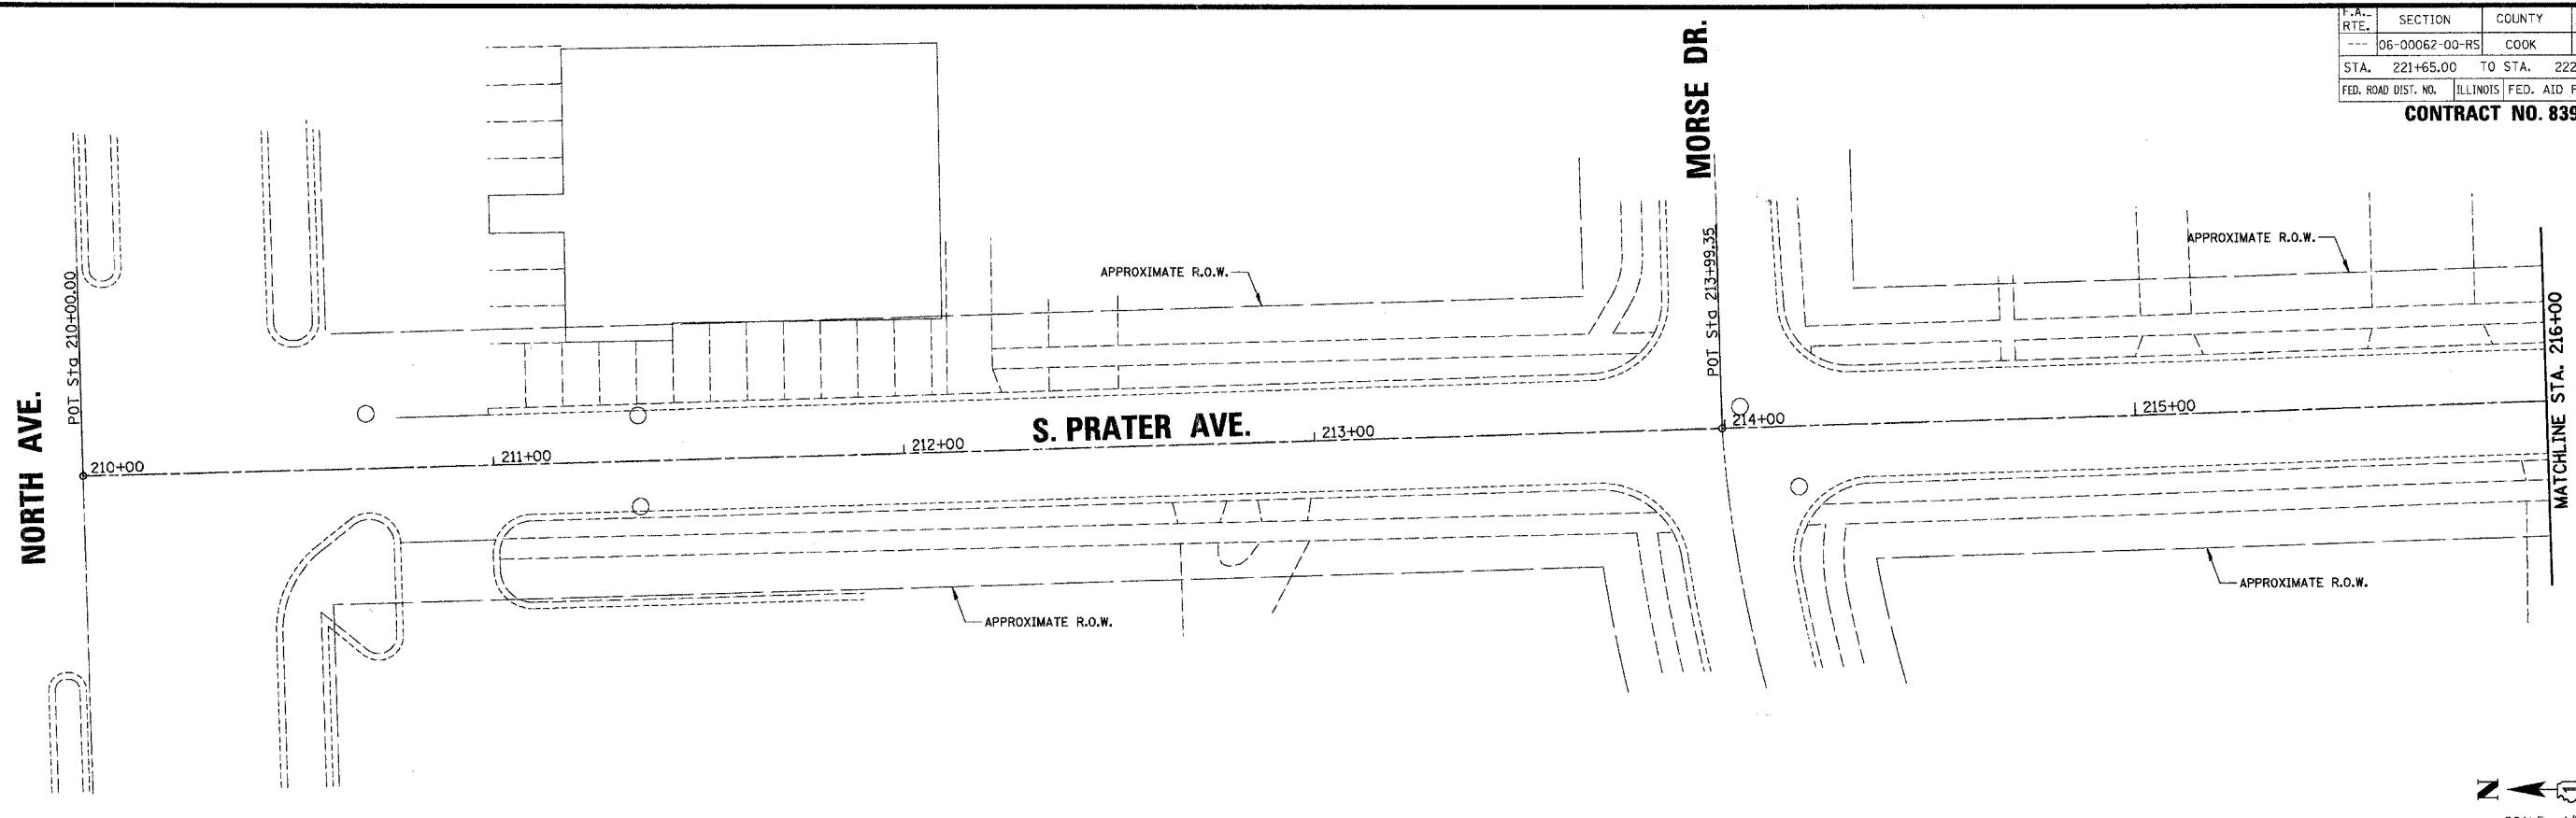 F.A. RTE. SECTION COUNTY
--- 06-00062-00-RS COOK
STA. 221+65.00 TO STA. 222
FED. ROAD DIST. NO. ILLINOIS FED. AID
CONTRACT NO. 839
NORTH AVE.
POT Sta 210+00.00
MORSE DR.
POT Sta 213+99.35
APPROXIMATE R.O.W.
APPROXIMATE R.O.W.
S. PRATER AVE.
210+00
211+00
212+00
213+00
214+00
215+00
MATCHLINE STA. 216+00
APPROXIMATE R.O.W.
APPROXIMATE R.O.W.
N